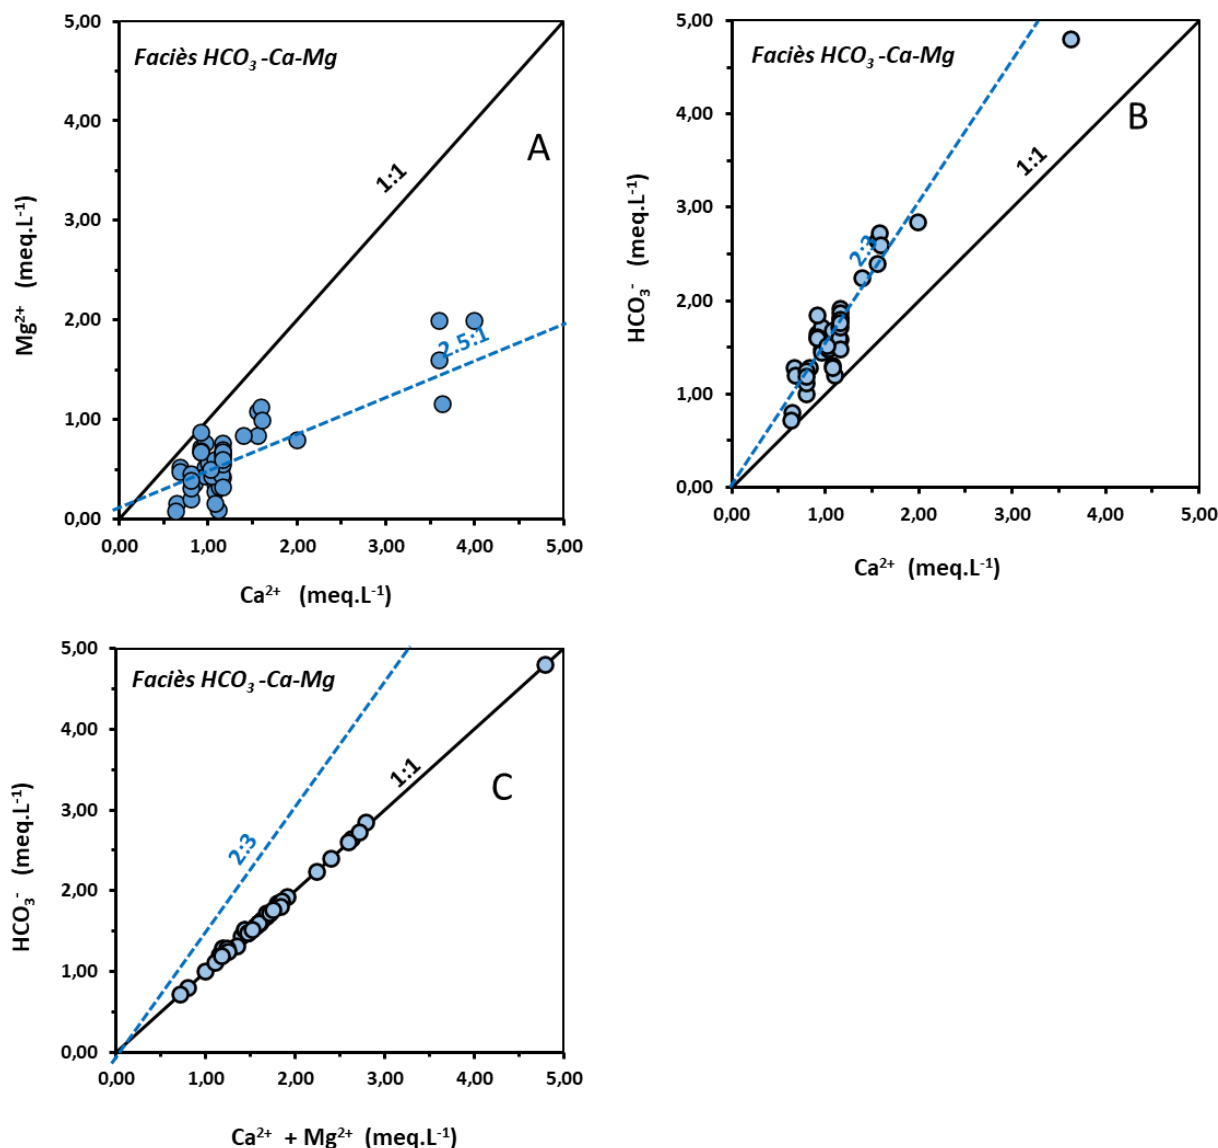 Faciès HCO₃⁻-Ca-Mg
A
1:1
2.5:1
5,00
4,00
3,00
2,00
1,00
0,00
Mg²⁺ (meq.L⁻¹)
0,00 1,00 2,00 3,00 4,00 5,00
Ca²⁺ (meq.L⁻¹)
Faciès HCO₃⁻-Ca-Mg
B
1:1
2:3
5,00
4,00
3,00
2,00
1,00
0,00
HCO₃⁻ (meq.L⁻¹)
0,00 1,00 2,00 3,00 4,00 5,00
Ca²⁺ (meq.L⁻¹)
Faciès HCO₃⁻-Ca-Mg
C
1:1
2:3
5,00
4,00
3,00
2,00
1,00
0,00
HCO₃⁻ (meq.L⁻¹)
0,00 1,00 2,00 3,00 4,00 5,00
Ca²⁺ + Mg²⁺ (meq.L⁻¹)